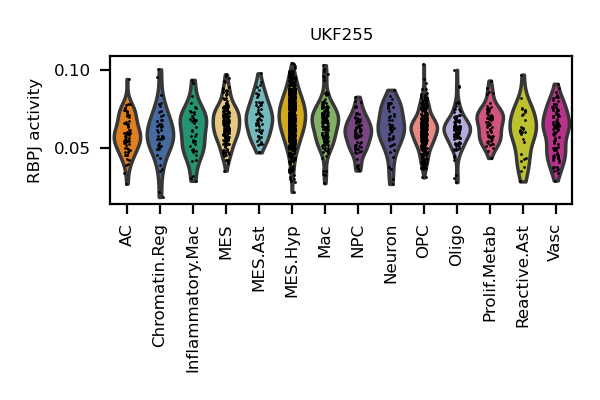 UKF255
RBPJ activity
0.10
0.05
AC
Chromatin.Reg
Inflammatory.Mac
MES
MES.Ast
MES.Hyp
Mac
NPC
Neuron
OPC
Oligo
Prolif.Metab
Reactive.Ast
Vasc